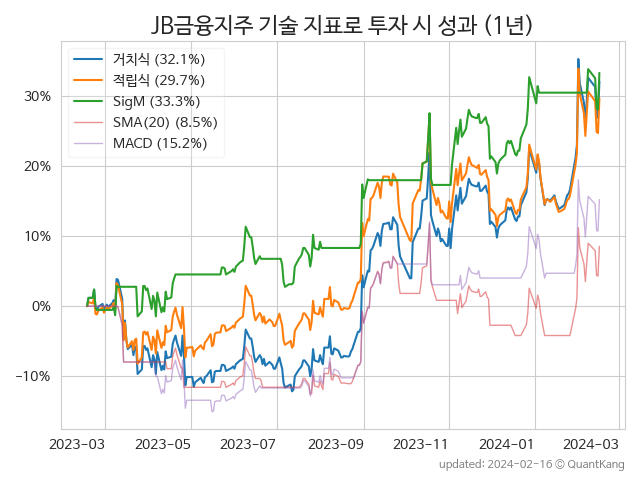 JB금융지주 기술 지표로 투자 시 성과 (1년)
거치식 (32.1%)
적립식 (29.7%)
SigM (33.3%)
SMA(20) (8.5%)
MACD (15.2%)
30%
20%
10%
0%
−10%
2023-03 2023-05 2023-07 2023-09 2023-11 2024-01 2024-03
updated: 2024-02-16 © QuantKang